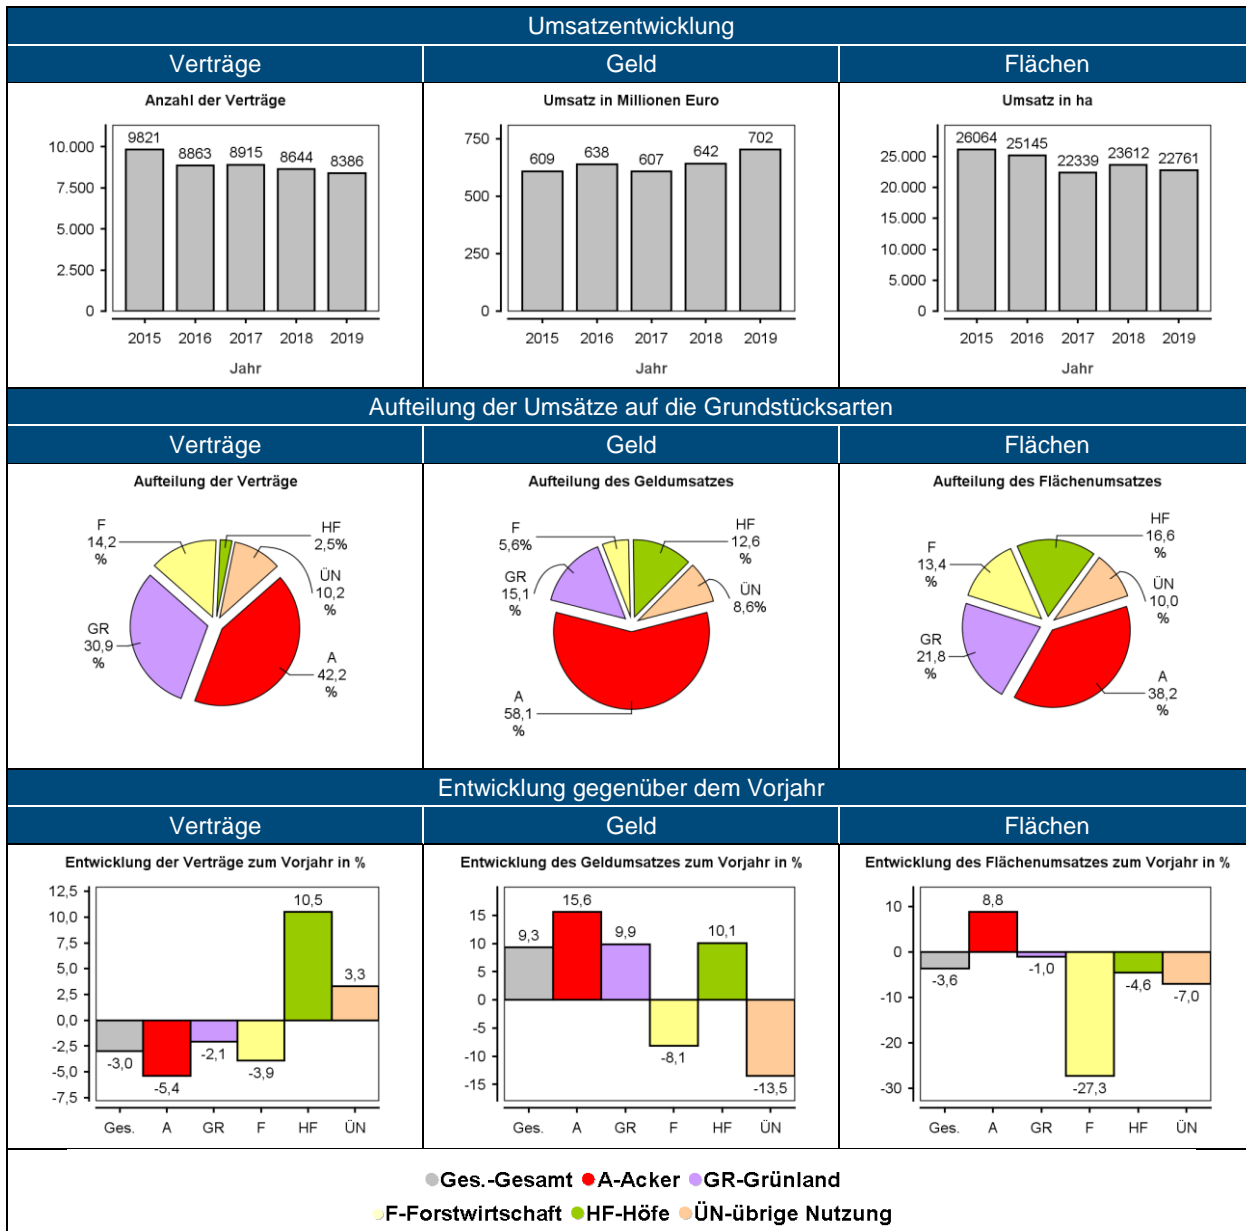 Umsatzentwicklung
Verträge
Geld
Flächen
Anzahl der Verträge
10.000
7.500
5.000
2.500
0
9821
8863
8915
8644
8386
2015
2016
2017
2018
2019
Jahr
Umsatz in Millionen Euro
750
500
250
0
609
638
607
642
702
2015
2016
2017
2018
2019
Jahr
Umsatz in ha
25.000
20.000
15.000
10.000
5.000
0
26064
25145
22339
23612
22761
2015
2016
2017
2018
2019
Jahr
Aufteilung der Umsätze auf die Grundstücksarten
Verträge
Geld
Flächen
Aufteilung der Verträge
F
14,2
%
HF
2,5%
ÜN
10,2
%
GR
30,9
%
A
42,2
%
Aufteilung des Geldumsatzes
F
5,6%
HF
12,6
%
GR
15,1
%
ÜN
8,6%
A
58,1
%
Aufteilung des Flächenumsatzes
HF
16,6
%
F
13,4
%
ÜN
10,0
%
GR
21,8
%
A
38,2
%
Entwicklung gegenüber dem Vorjahr
Verträge
Geld
Flächen
Entwicklung der Verträge zum Vorjahr in %
12,5
10,0
7,5
5,0
2,5
0,0
-2,5
-5,0
-7,5
-3,0
-5,4
-2,1
-3,9
10,5
3,3
Ges.
A
GR
F
HF
ÜN
Entwicklung des Geldumsatzes zum Vorjahr in %
15
10
5
0
-5
-10
-15
9,3
15,6
9,9
-8,1
10,1
-13,5
Ges.
A
GR
F
HF
ÜN
Entwicklung des Flächenumsatzes zum Vorjahr in %
10
0
-10
-20
-30
-3,6
8,8
-1,0
-27,3
-4,6
-7,0
Ges.
A
GR
F
HF
ÜN
Ges.-Gesamt A-Acker GR-Grünland
F-Forstwirtschaft HF-Höfe ÜN-übrige Nutzung